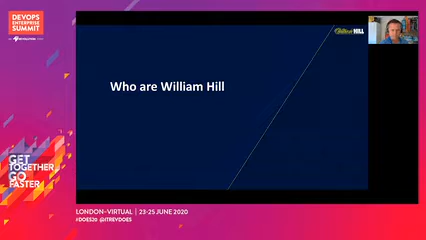 DEVOPS
ENTERPRISE
SUMMIT
William HILL
Who are William Hill
GET
TOGETHER
GO
FASTER
LONDON-VIRTUAL | 23-25 JUNE 2020
#DOES20 @ITREVDOES